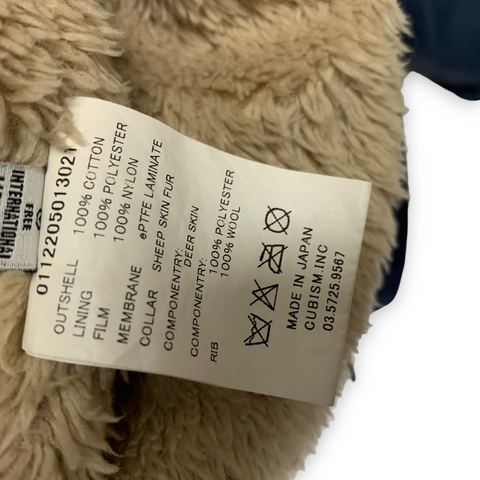 0112205013021
OUTSHELL 100% COTTON
LINING 100% POLYESTER
FILM 100% NYLON
MEMBRANE ePTFE LAMINATE
COLLAR SHEEP SKIN FUR
COMPONENTRY: DEER SKIN
COMPONENTRY: 100% POLYESTER
RIB 100% WOOL
MADE IN JAPAN
CUBISM.INC
03.5725.9567
FREE
INTERNATIONAL